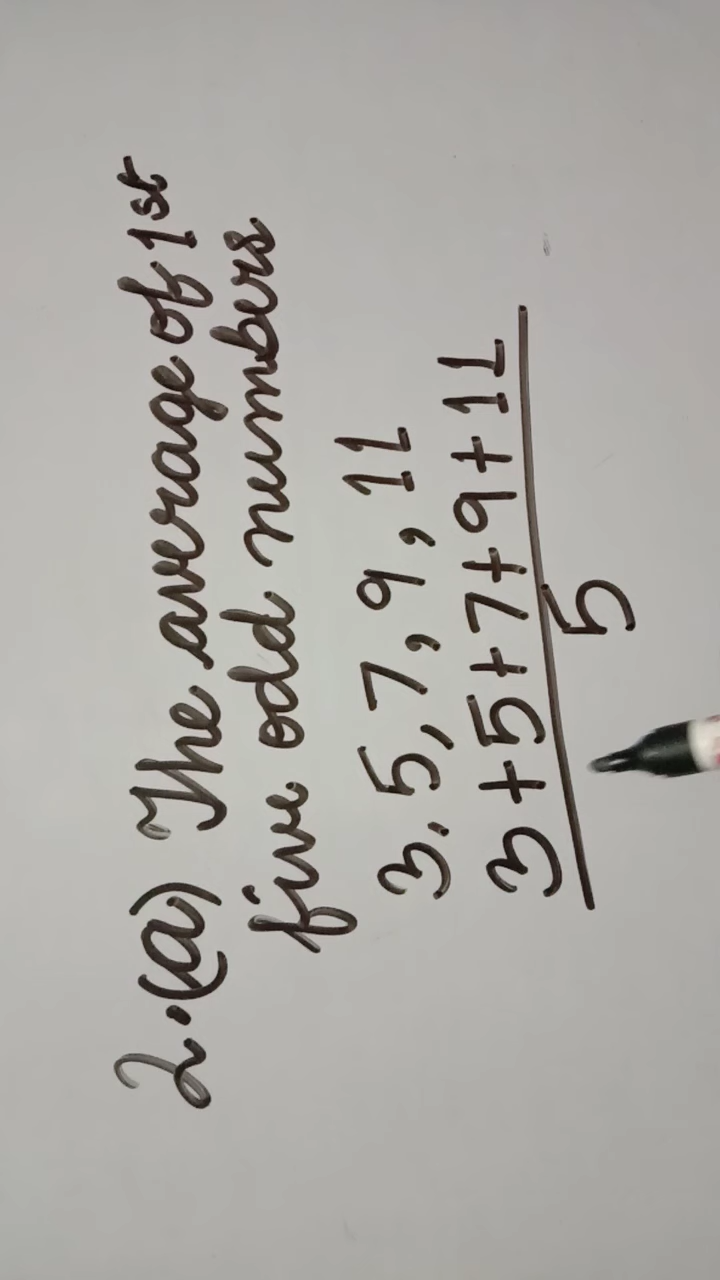 2.(a) The average of 1st
five odd numbers
3. 5, 7, 9, 11
3+5+7+9+11
5